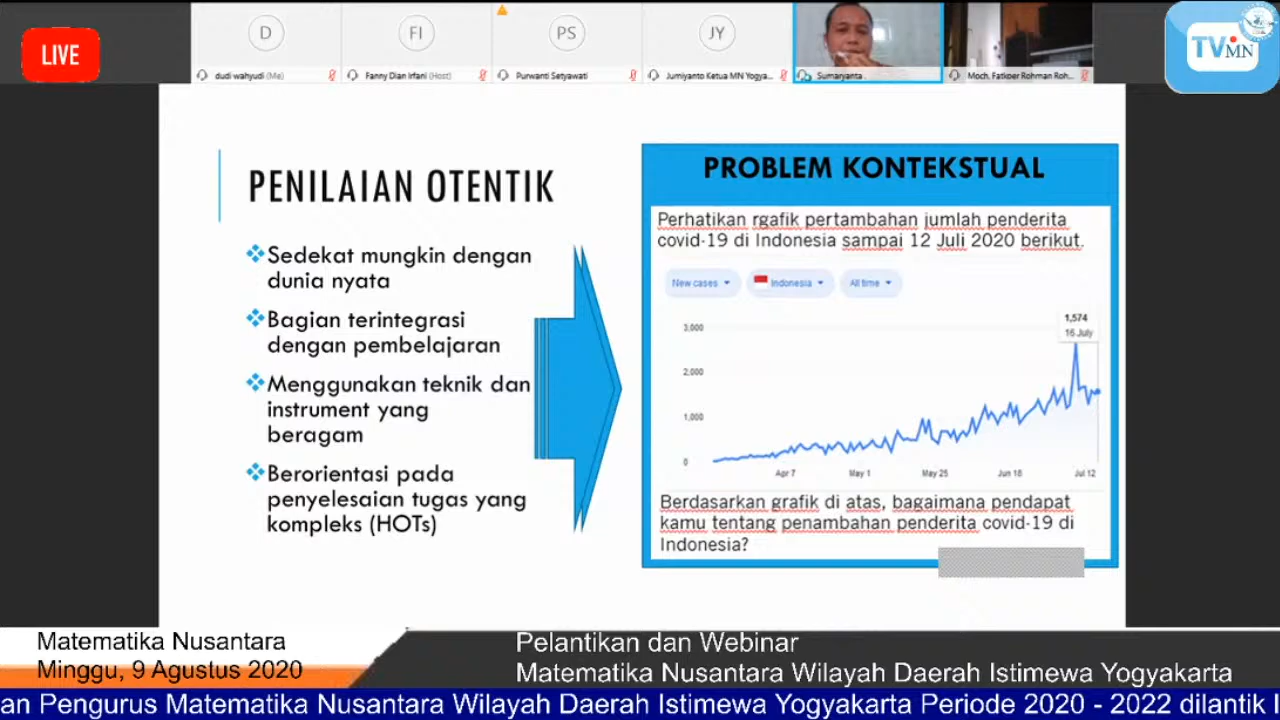 LIVE
D
FI
PS
JY
dudi wahyudi (Me)
Fanny Dian Irfani (Host)
Purwanti Setyawati
Jumiyanto Ketua MN Yogya...
Sumaryanta
Moch. Fatkoer Rohman Roh...
TV MN
PENILAIAN OTENTIK
Sedekat mungkin dengan
dunia nyata
Bagian terintegrasi
dengan pembelajaran
Menggunakan teknik dan
instrument yang
beragam
Berorientasi pada
penyelesaian tugas yang
kompleks (HOTs)
PROBLEM KONTEKSTUAL
Perhatikan rgafik pertambahan jumlah penderita
covid-19 di Indonesia sampai 12 Juli 2020 berikut.
New cases
Indonesia
All time
1,574
16 July
3,000
2,000
1,000
0
Apr 7
May 1
May 25
Jun 18
Jul 12
Berdasarkan grafik di atas, bagaimana pendapat
kamu tentang penambahan penderita covid-19 di
Indonesia?
Matematika Nusantara
Minggu, 9 Agustus 2020
Pelantikan dan Webinar
Matematika Nusantara Wilayah Daerah Istimewa Yogyakarta
an Pengurus Matematika Nusantara Wilayah Daerah Istimewa Yogyakarta Periode 2020 - 2022 dilantik